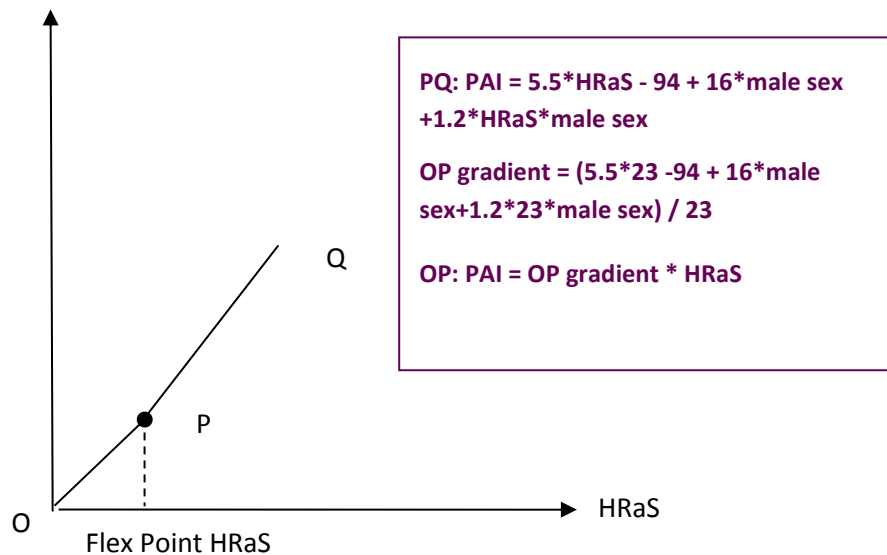 PQ: PAI = 5.5*HRaS - 94 + 16*male sex
+1.2*HRaS*male sex
OP gradient = (5.5*23 -94 + 16*male
sex+1.2*23*male sex) / 23
OP: PAI = OP gradient * HRaS
Q
P
HRaS
O
Flex Point HRaS